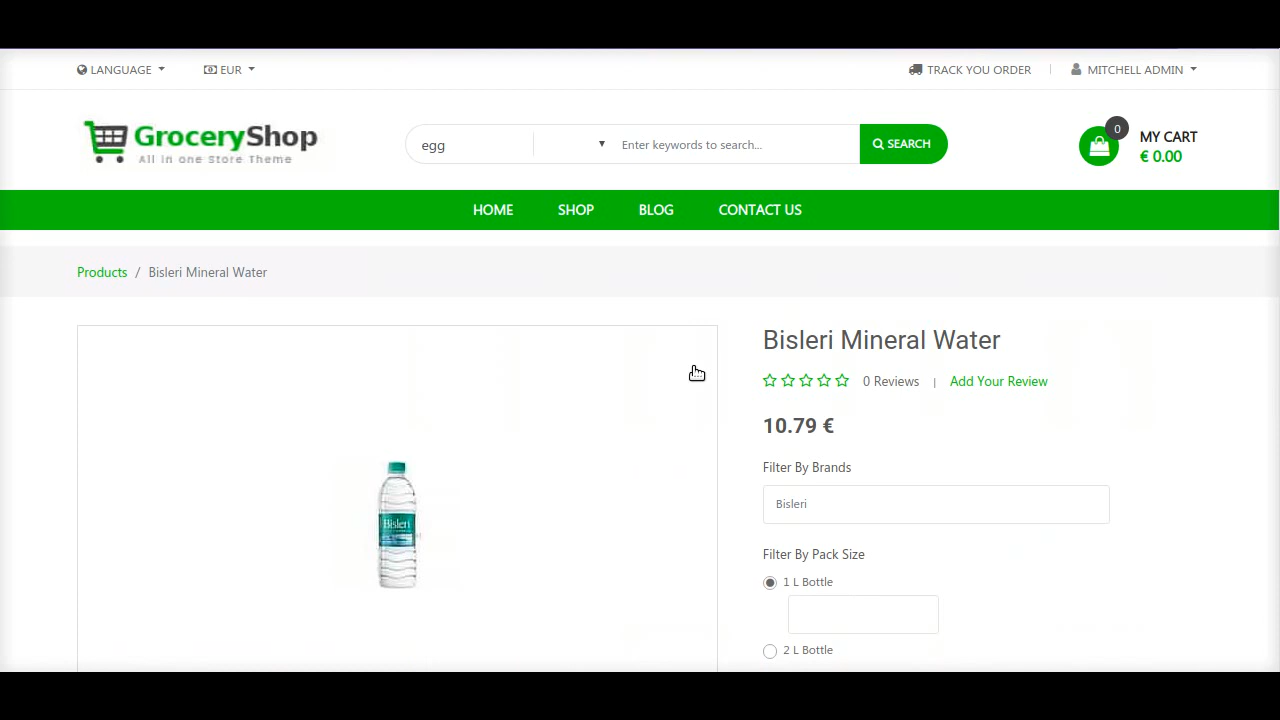 LANGUAGE EUR TRACK YOU ORDER MITCHELL ADMIN
GroceryShop
All in one Store Theme
egg Enter keywords to search... SEARCH
0
MY CART
€ 0.00
HOME SHOP BLOG CONTACT US
Products / Bisleri Mineral Water
Bisleri Mineral Water
0 Reviews | Add Your Review
10.79 €
Filter By Brands
Bisleri
Filter By Pack Size
1 L Bottle
2 L Bottle
Bisleri